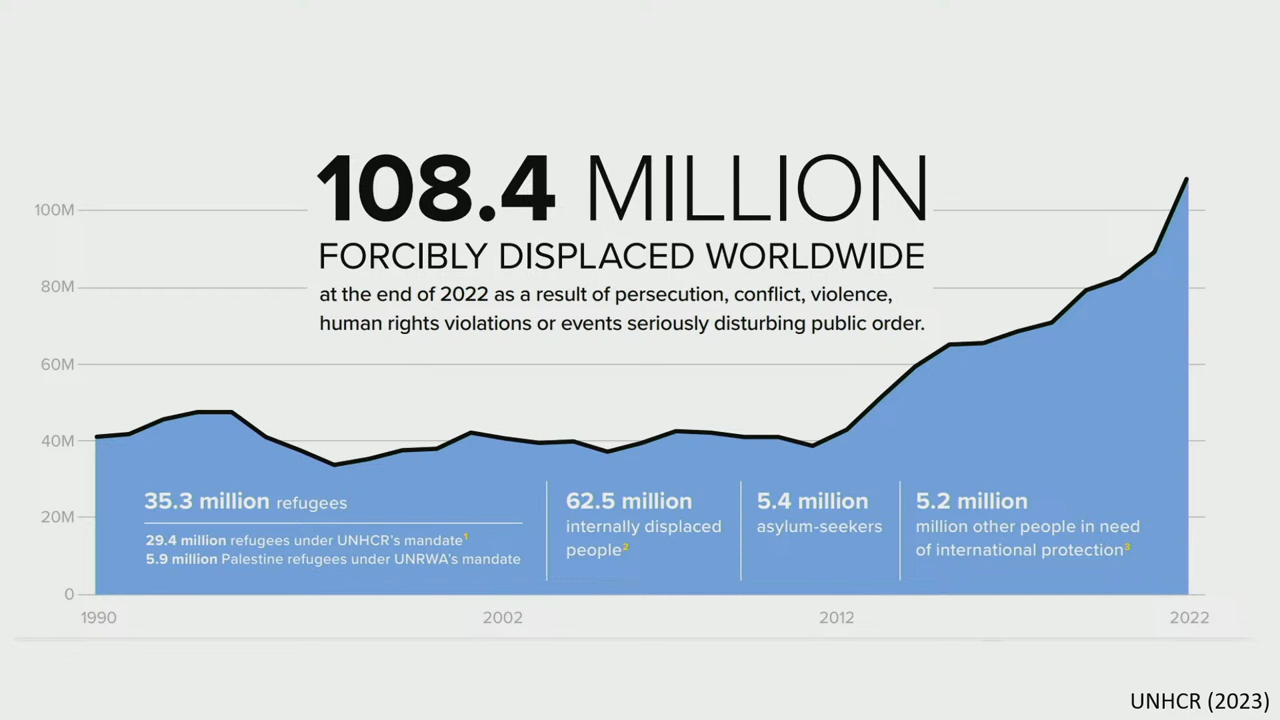 108.4 MILLION
FORCIBLY DISPLACED WORLDWIDE
at the end of 2022 as a result of persecution, conflict, violence,
human rights violations or events seriously disturbing public order.
100M
80M
60M
40M
20M
0
35.3 million refugees
29.4 million refugees under UNHCR's mandate¹
5.9 million Palestine refugees under UNRWA's mandate
62.5 million
internally displaced
people²
5.4 million
asylum-seekers
5.2 million
million other people in need
of international protection³
1990
2002
2012
2022
UNHCR (2023)